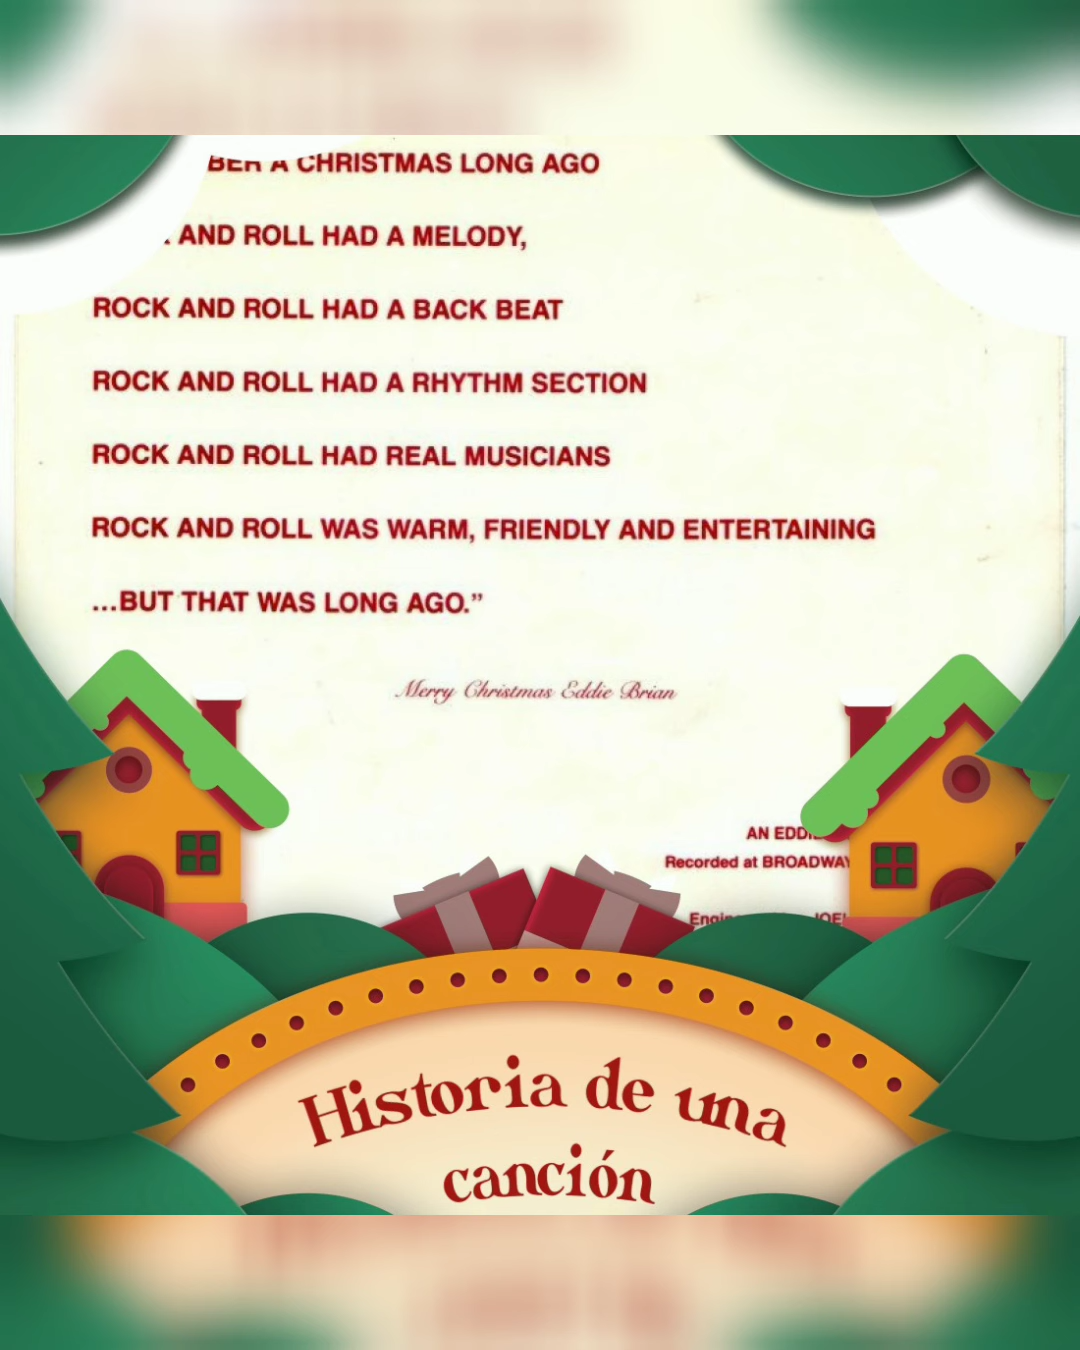 A CHRISTMAS LONG AGO
AND ROLL HAD A MELODY,
ROCK AND ROLL HAD A BACK BEAT
ROCK AND ROLL HAD A RHYTHM SECTION
ROCK AND ROLL HAD REAL MUSICIANS
ROCK AND ROLL WAS WARM, FRIENDLY AND ENTERTAINING
...BUT THAT WAS LONG AGO.”
Merry Christmas Eddie Brian
AN
Recorded at BROADWAY
Historia de una
canción